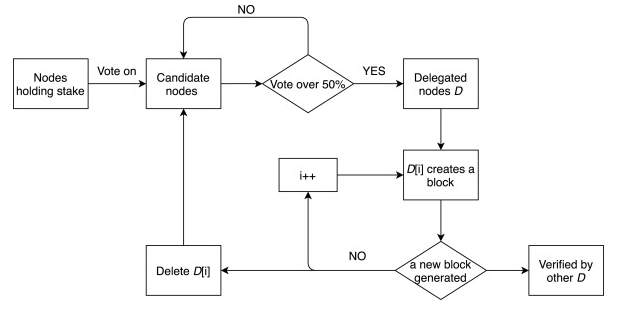 NO
Nodes
holding stake
Vote on
Candidate
nodes
Vote over 50%
YES
Delegated
nodes D
i++
D[i] creates a
block
Delete D[i]
NO
a new block
generated
Verified by
other D